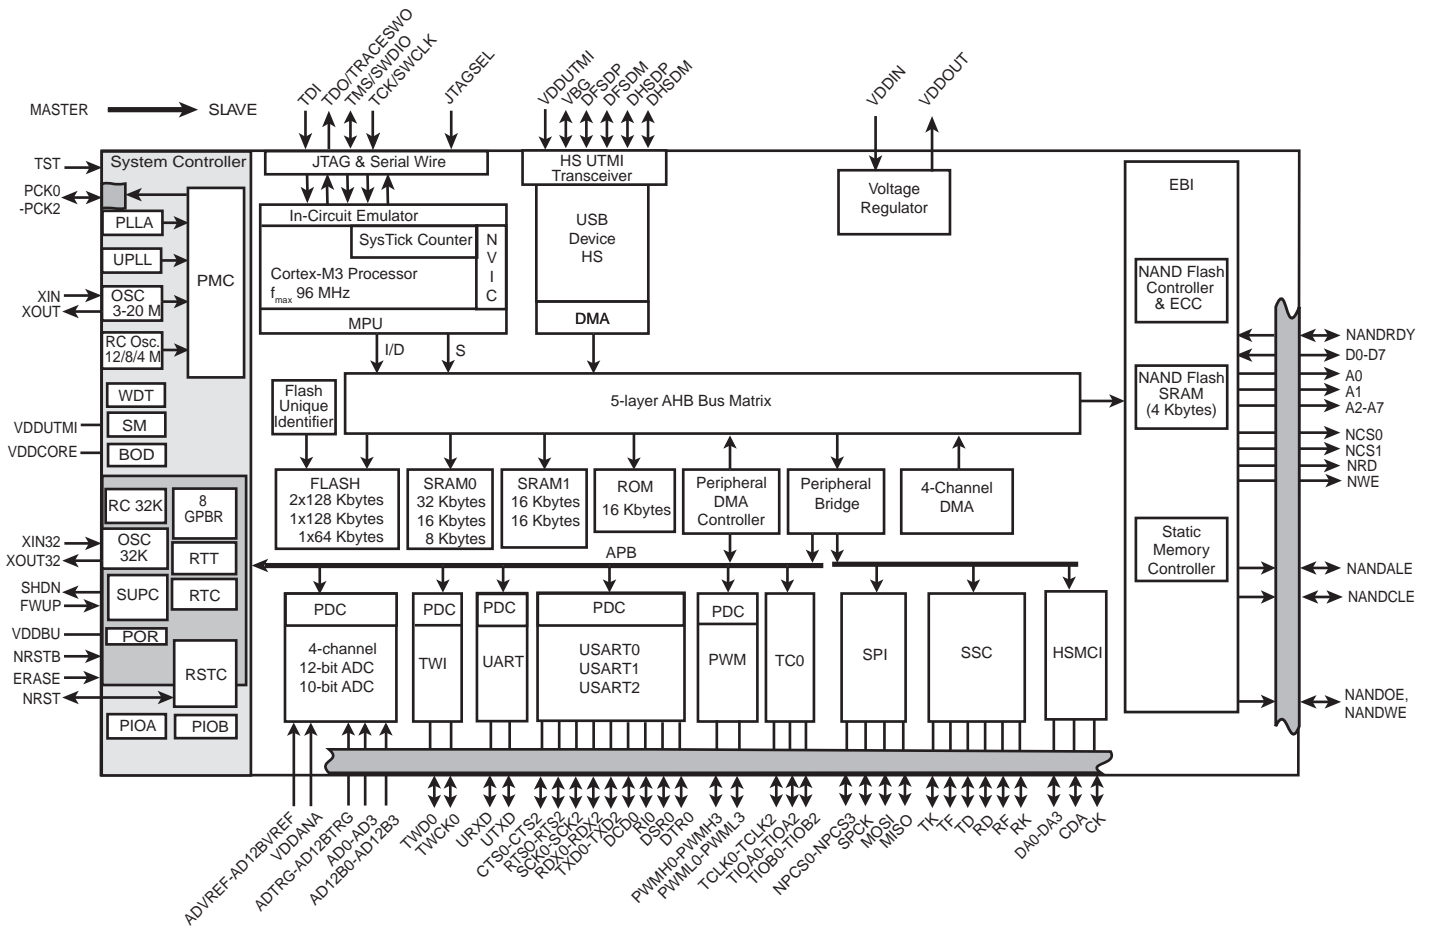 TDI
TDO/TRACESWO
TMS/SWDIO
TCK/SWCLK
JTAGSEL
VDDUTMI
VBG
DFSDP
DFSDM
DHSDP
DHSDM
VDDIN
VDDOUT
MASTER
SLAVE
TST
PCK0
-PCK2
XIN
XOUT
VDDUTMI
VDDCORE
XIN32
XOUT32
SHDN
FWUP
VDDBU
NRSTB
ERASE
NRST
System Controller
PLLA
UPLL
OSC
3-20 M
RC Osc.
12/8/4 M
PMC
WDT
SM
BOD
RC 32K
8
GPBR
OSC
32K
RTT
SUPC
RTC
POR
RSTC
PIOA
PIOB
JTAG & Serial Wire
In-Circuit Emulator
SysTick Counter
N
V
I
C
Cortex-M3 Processor
fmax 96 MHz
MPU
I/D
S
HS UTMI
Transceiver
USB
Device
HS
DMA
Voltage
Regulator
5-layer AHB Bus Matrix
Flash
Unique
Identifier
FLASH
2x128 Kbytes
1x128 Kbytes
1x64 Kbytes
SRAM0
32 Kbytes
16 Kbytes
8 Kbytes
SRAM1
16 Kbytes
16 Kbytes
ROM
16 Kbytes
Peripheral
DMA
Controller
Peripheral
Bridge
4-Channel
DMA
APB
PDC
4-channel
12-bit ADC
10-bit ADC
PDC
TWI
PDC
UART
PDC
USART0
USART1
USART2
PDC
PWM
TC0
SPI
SSC
HSMCI
EBI
NAND Flash
Controller
& ECC
NAND Flash
SRAM
(4 Kbytes)
Static
Memory
Controller
NANDRDY
D0-D7
A0
A1
A2-A7
NCS0
NCS1
NRD
NWE
NANDALE
NANDCLE
NANDOE,
NANDWE
ADVREF-AD12BVREF
VDDANA
ADTRG-AD12BTRG
AD0-AD3
AD12B0-AD12B3
TWD0
TWCK0
URXD
UTXD
CTS0-CTS2
RTS0-RTS2
SCK0-SCK2
RDX0-RDX2
TXD0-TXD2
DCD0
RI0
DSR0
DTR0
PWMH0-PWMH3
PWML0-PWML3
TCLK0-TCLK2
TIOA0-TIOA2
TIOB0-TIOB2
NPCS0-NPCS3
SPCK
MOSI
MISO
TK
TF
TD
RD
RF
RK
DA0-DA3
CDA
CK